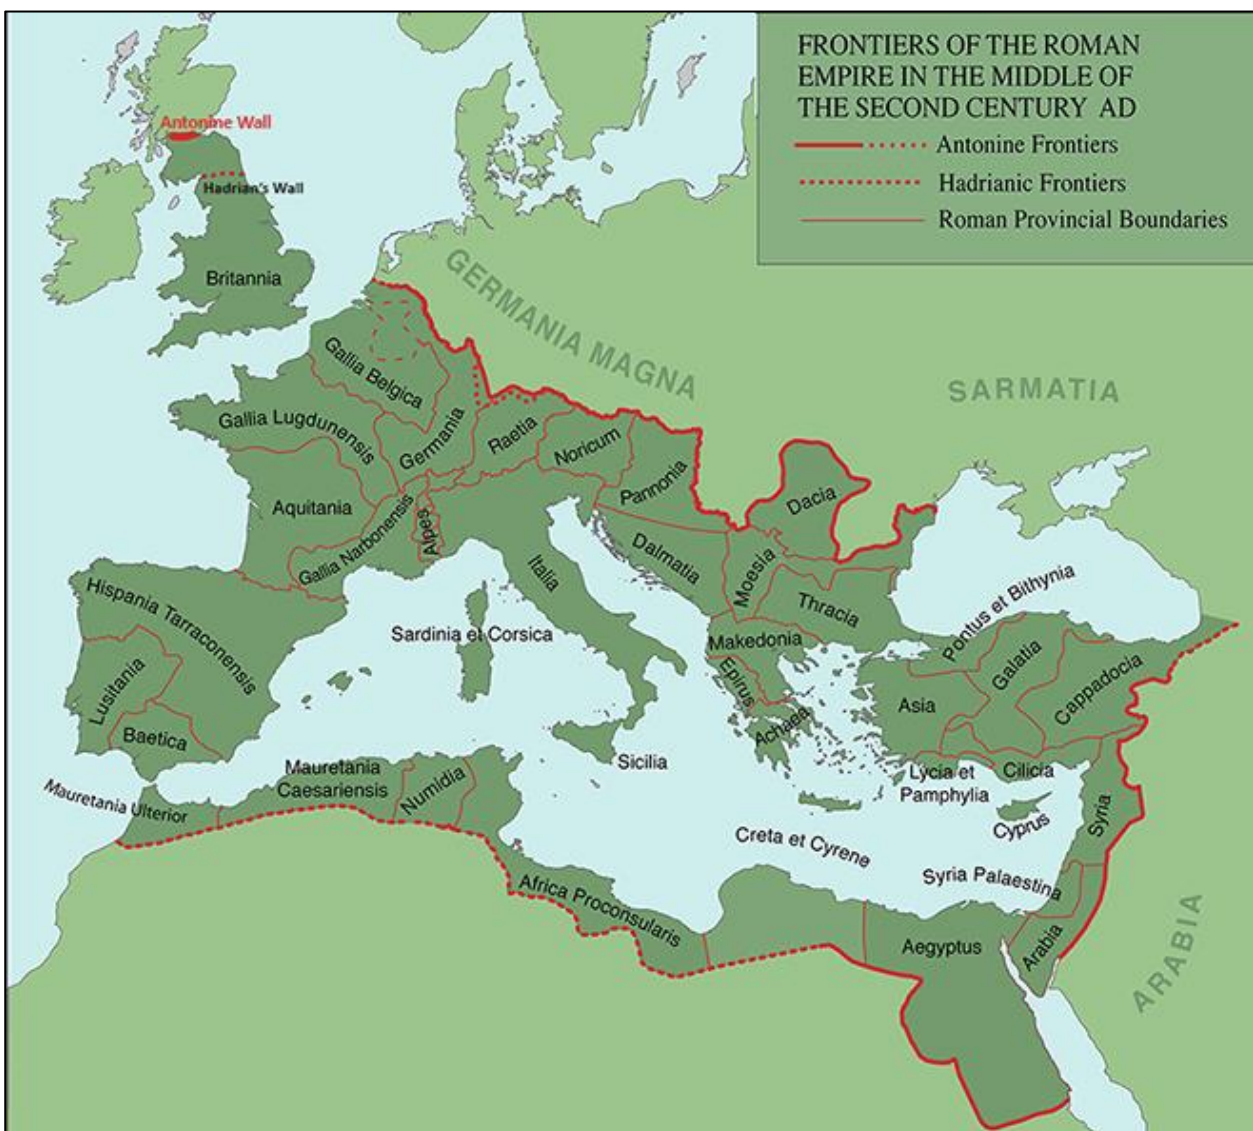 FRONTIERS OF THE ROMAN
EMPIRE IN THE MIDDLE OF
THE SECOND CENTURY AD
Antonine Frontiers
Hadrianic Frontiers
Roman Provincial Boundaries
Antonine Wall
Hadrian's Wall
Britannia
GERMANIA MAGNA
SARMATIA
Gallia Belgica
Gallia Lugdunensis
Germania
Raetia
Noricum
Pannonia
Dacia
Aquitania
Gallia Narbonensis
Alpes
Italia
Dalmatia
Moesia
Thracia
Pontus et Bithynia
Hispania Tarraconensis
Lusitania
Baetica
Sardinia et Corsica
Makedonia
Epirus
Achaea
Asia
Galatia
Cappadocia
Sicilia
Lycia et
Pamphylia
Cilicia
Cyprus
Syria
Mauretania Ulterior
Mauretania
Caesariensis
Numidia
Creta et Cyrene
Syria Palaestina
Africa Proconsularis
Aegyptus
Arabia
ARABIA